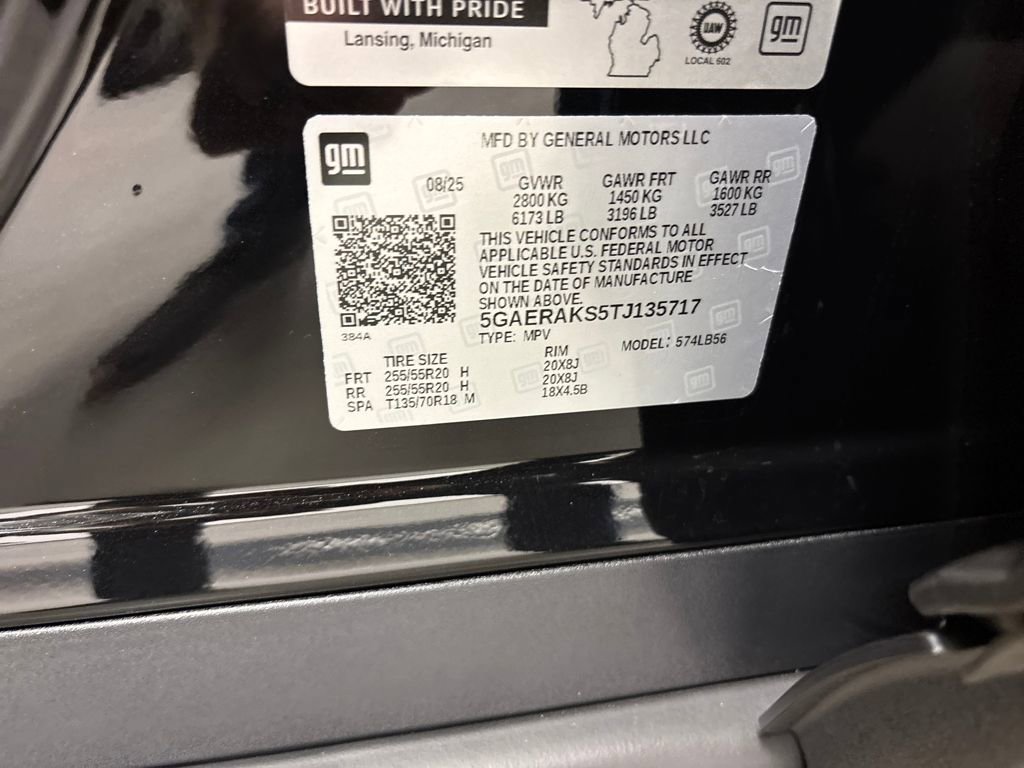 BUILT WITH PRIDE
Lansing, Michigan
UAW
LOCAL 602
gm
gm
MFD BY GENERAL MOTORS LLC
08/25
GVWR GAWR FRT GAWR RR
2800 KG 1450 KG 1600 KG
6173 LB 3196 LB 3527 LB
THIS VEHICLE CONFORMS TO ALL
APPLICABLE U.S. FEDERAL MOTOR
VEHICLE SAFETY STANDARDS IN EFFECT
ON THE DATE OF MANUFACTURE
SHOWN ABOVE.
5GAERAKS5TJ135717
384A
TYPE: MPV MODEL: 574LB56
TIRE SIZE RIM
FRT 255/55R20 H 20X8J
RR 255/55R20 H 20X8J
SPA T135/70R18 M 18X4.5B